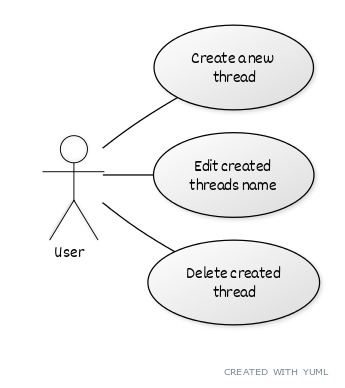 Create a new
thread
Edit created
threads name
User
Delete created
thread
CREATED WITH YUML